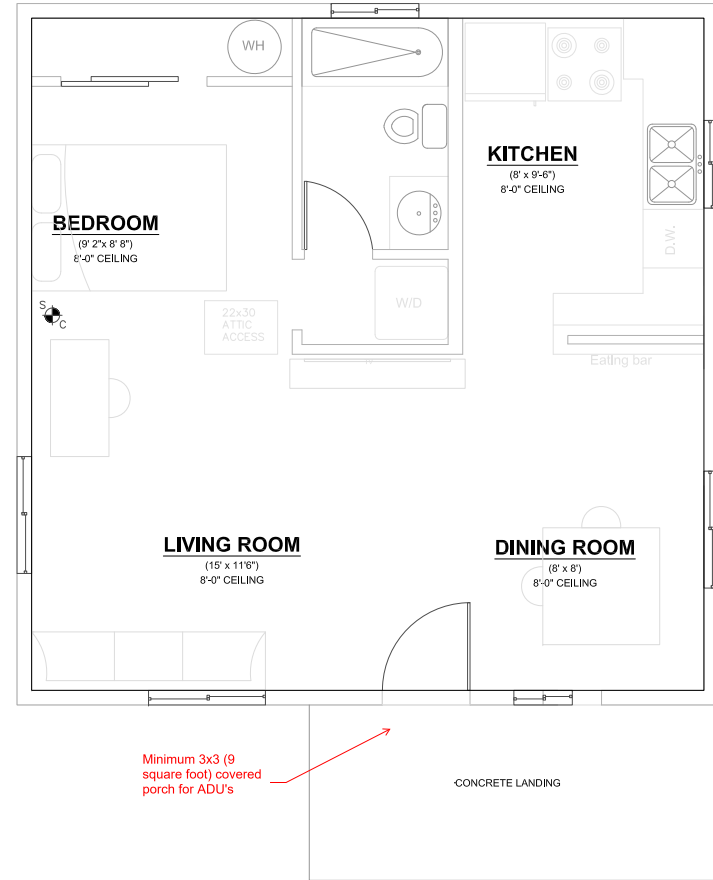 WH
KITCHEN
(8' x 9'-6")
8'-0" CEILING
BEDROOM
(9' 2"x 8' 8")
8'-0" CEILING
D.W.
S
C
22x30
ATTIC
ACCESS
W/D
Eating bar
LIVING ROOM
(15' x 11'6")
8'-0" CEILING
DINING ROOM
(8' x 8')
8'-0" CEILING
Minimum 3x3 (9
square foot) covered
porch for ADU's
CONCRETE LANDING